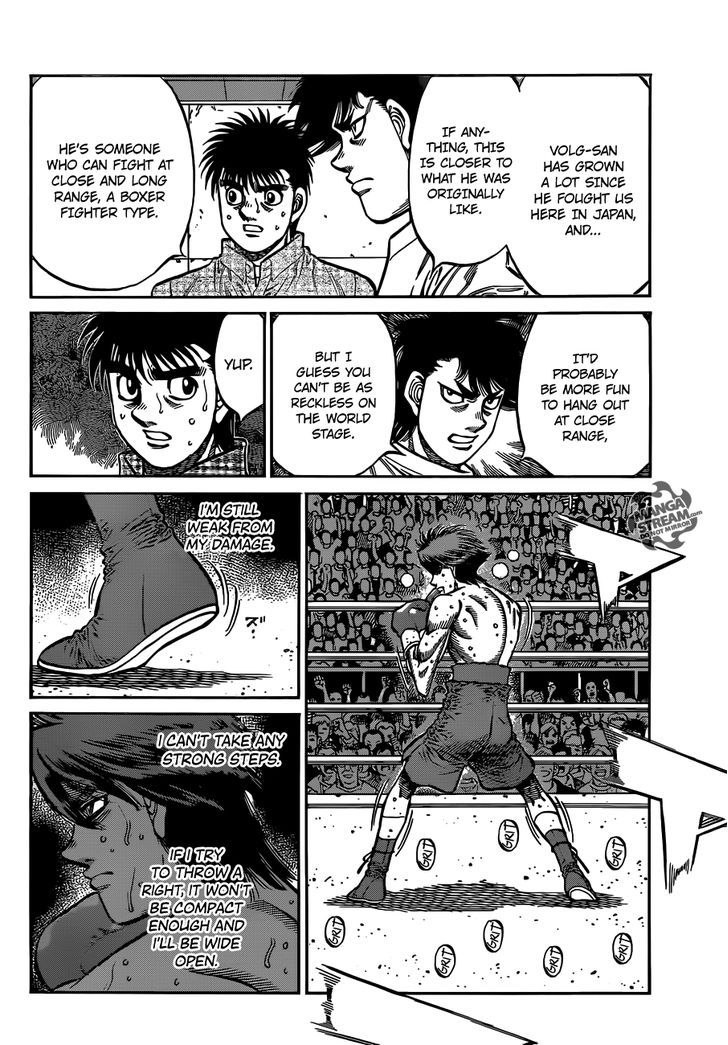 VOLG-SAN
HAS GROWN
A LOT SINCE
HE FOUGHT US
HERE IN JAPAN,
AND...
IF ANY-
THING, THIS
IS CLOSER TO
WHAT HE WAS
ORIGINALLY
LIKE.
HE'S SOMEONE
WHO CAN FIGHT AT
CLOSE AND LONG
RANGE, A BOXER
FIGHTER TYPE.
IT'D
PROBABLY
BE MORE FUN
TO HANG OUT
AT CLOSE
RANGE,
BUT I
GUESS YOU
CAN'T BE AS
RECKLESS
ON THE WORLD
STAGE.
YUP.
MANGA
STREAM.com
DO NOT MIRROR
GRIT
GRIT
GRIT
GRIT
GRIT
GRIT
GRIT
I'M STILL
WEAK FROM
MY DAMAGE.
ズ!
I CAN'T TAKE ANY
STRONG STEPS.
IF I TRY
TO THROW A
RIGHT, IT WON'T
BE COMPACT
ENOUGH AND
I'LL BE WIDE
OPEN.